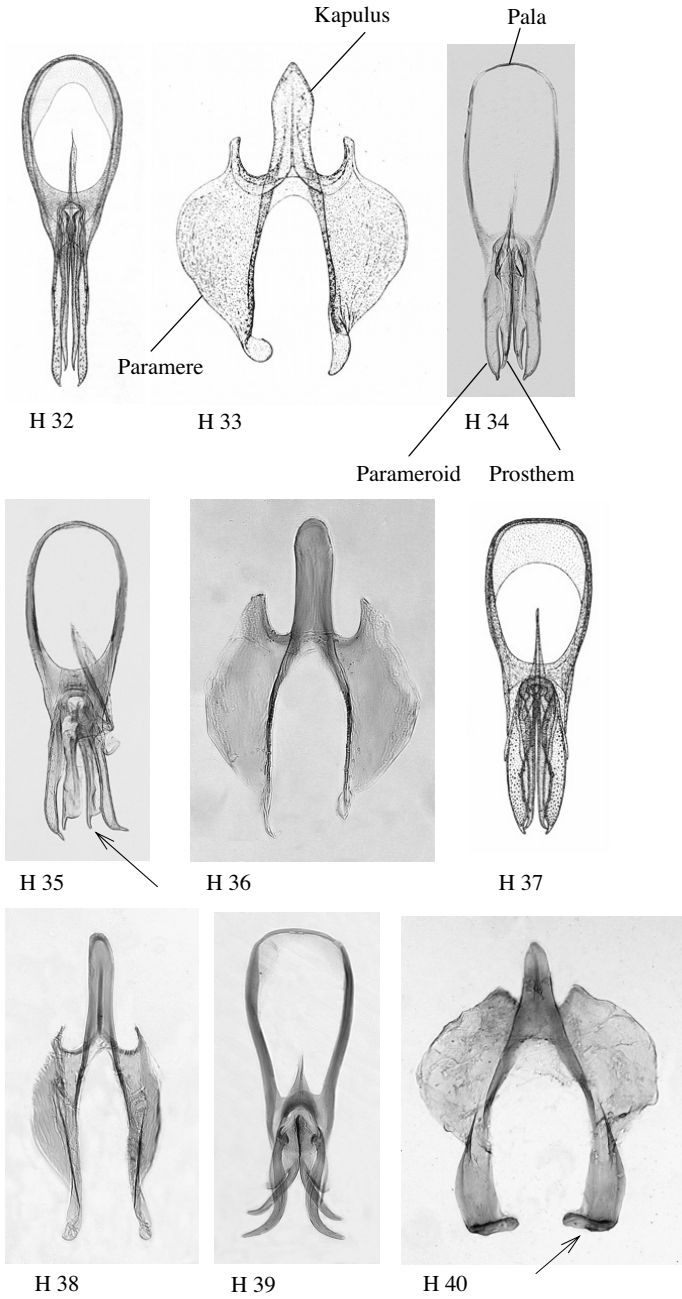 Kapulus
Pala
Paramere
H 32
H 33
H 34
Parameroid
Prosthem
H 35
H 36
H 37
H 38
H 39
H 40